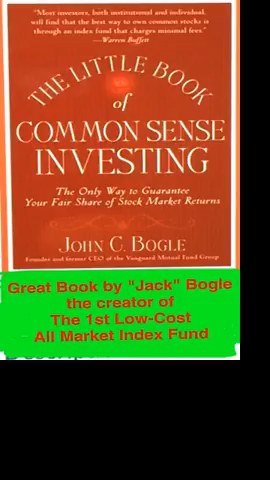 "Most investors, both institutional and individual,
will find that the best way to own common stocks is
through an index fund that charges minimal fees."
—Warren Buffett
THE LITTLE BOOK
of
COMMON SENSE
INVESTING
The Only Way to Guarantee
Your Fair Share of Stock Market Returns
JOHN C. BOGLE
Founder and former CEO of the Vanguard Mutual Fund Group
Great Book by "Jack" Bogle
the creator of
The 1st Low-Cost
All Market Index Fund